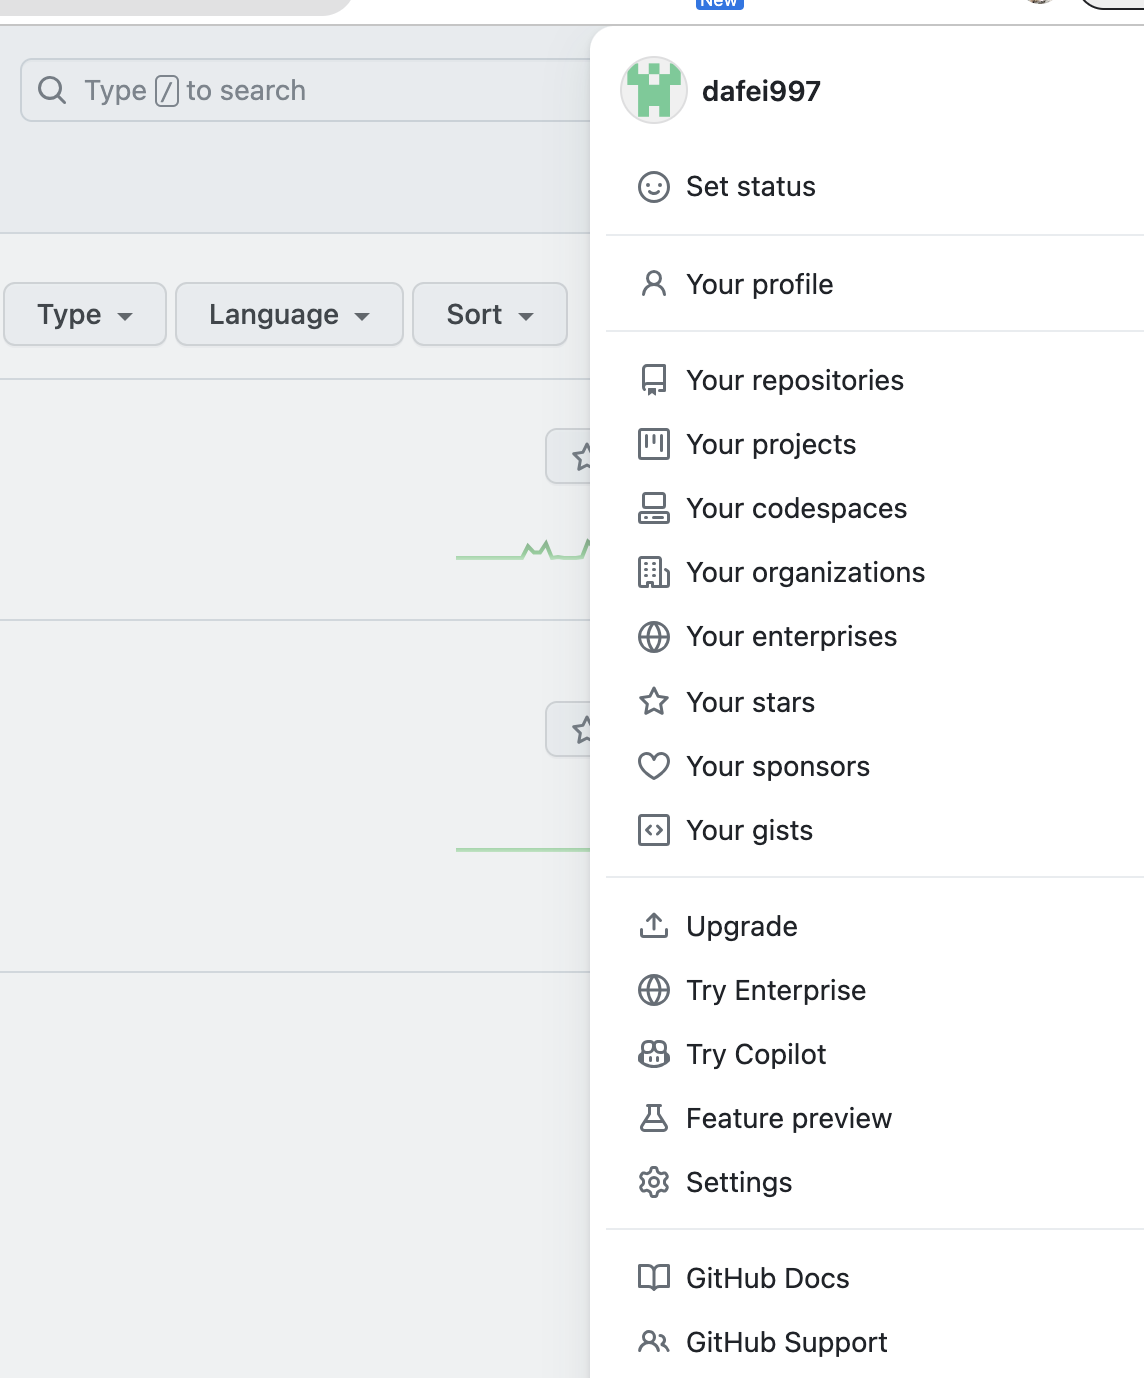 New
Type / to search
Type
Language
Sort
dafei997
Set status
Your profile
Your repositories
Your projects
Your codespaces
Your organizations
Your enterprises
Your stars
Your sponsors
Your gists
Upgrade
Try Enterprise
Try Copilot
Feature preview
Settings
GitHub Docs
GitHub Support